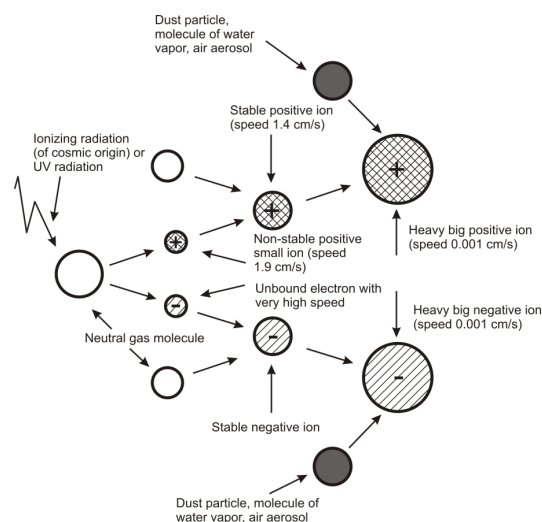 Dust particle,
molecule of water
vapor, air aerosol
Stable positive ion
(speed 1.4 cm/s)
Ionizing radiation
(of cosmic origin) or
UV radiation
+
+
+
Non-stable positive
small ion (speed
1.9 cm/s)
Heavy big positive ion
(speed 0.001 cm/s)
Unbound electron with
very high speed
-
Neutral gas molecule
-
Heavy big negative ion
(speed 0.001 cm/s)
-
Stable negative ion
Dust particle, molecule of
water vapor, air aerosol